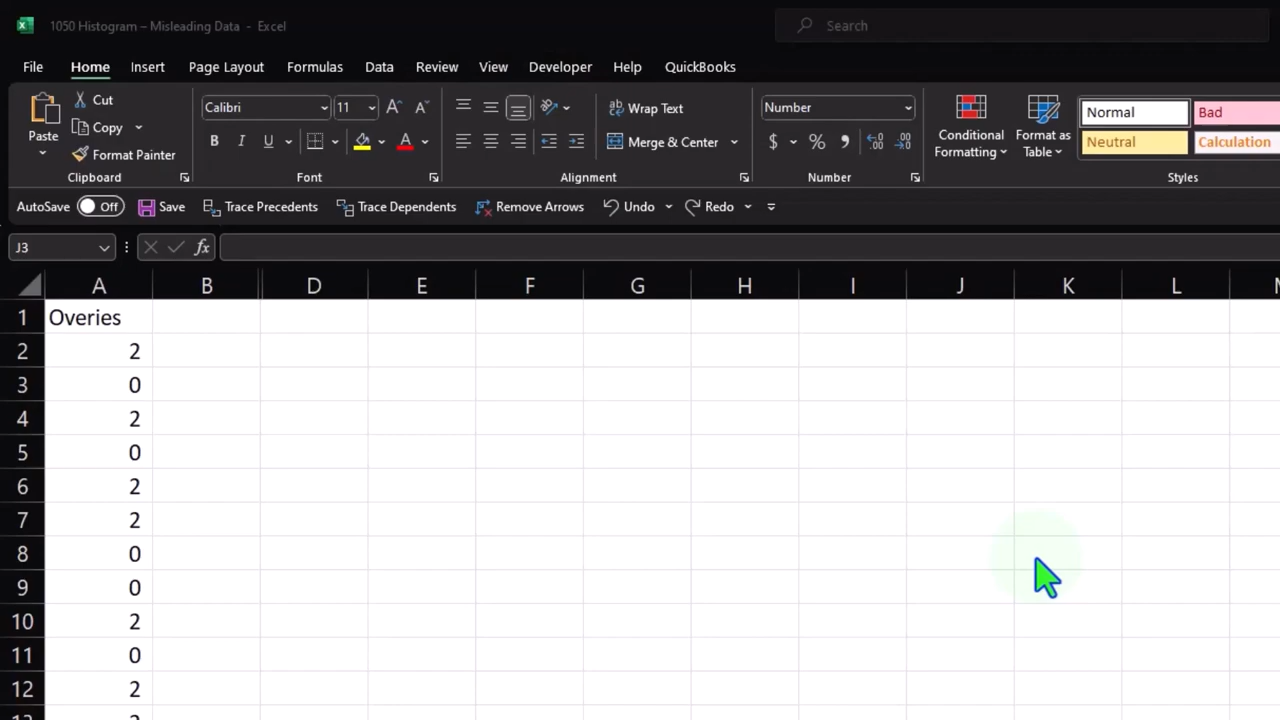 1050 Histogram – Misleading Data - Excel
Search
File Home Insert Page Layout Formulas Data Review View Developer Help QuickBooks
Paste
Cut
Copy
Format Painter
Clipboard
Calibri 11
B I U
Font
Wrap Text
Merge & Center
Alignment
Number
$ % ,
Number
Conditional
Formatting
Format as
Table
Normal Bad
Neutral Calculation
Styles
AutoSave Off Save Trace Precedents Trace Dependents Remove Arrows Undo Redo
J3 fx
A B D E F G H I J K L
1 Overies
2 2
3 0
4 2
5 0
6 2
7 2
8 0
9 0
10 2
11 0
12 2